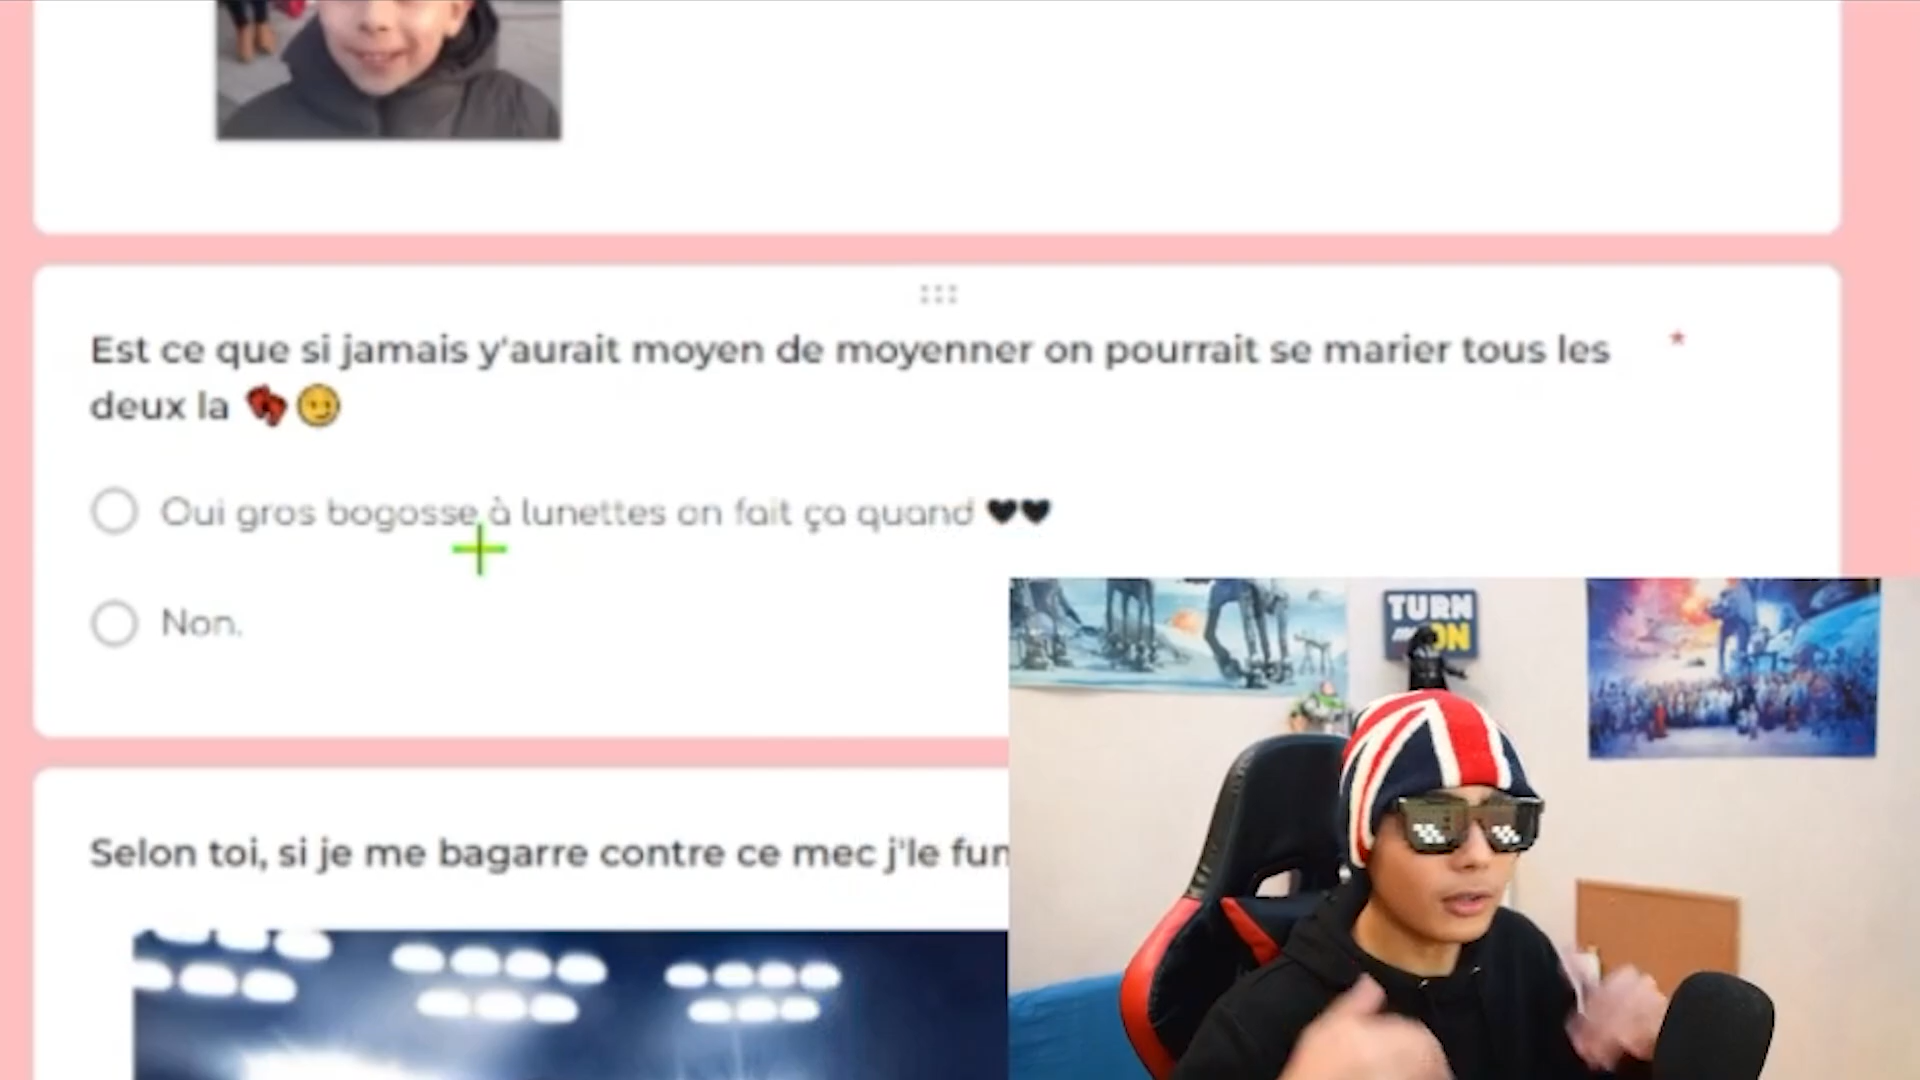 Est ce que si jamais y'aurait moyen de moyenner on pourrait se marier tous les *
deux la 👣😏
Oui gros bogosse à lunettes on fait ça quand 🖤🖤
Non.
TURN
ON
Selon toi, si je me bagarre contre ce mec j'le